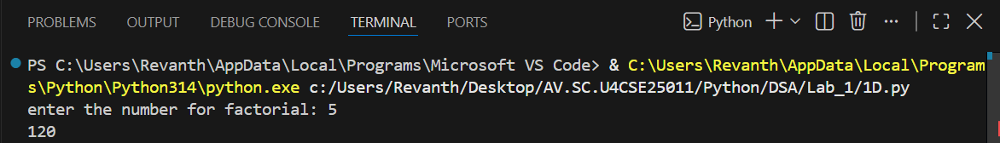 PROBLEMS OUTPUT DEBUG CONSOLE TERMINAL PORTS Python
PS C:\Users\Revanth\AppData\Local\Programs\Microsoft VS Code> & C:\Users\Revanth\AppData\Local\Program
s\Python\Python314\python.exe c:/Users/Revanth/Desktop/AV.SC.U4CSE25011/Python/DSA/Lab_1/1D.py
enter the number for factorial: 5
120